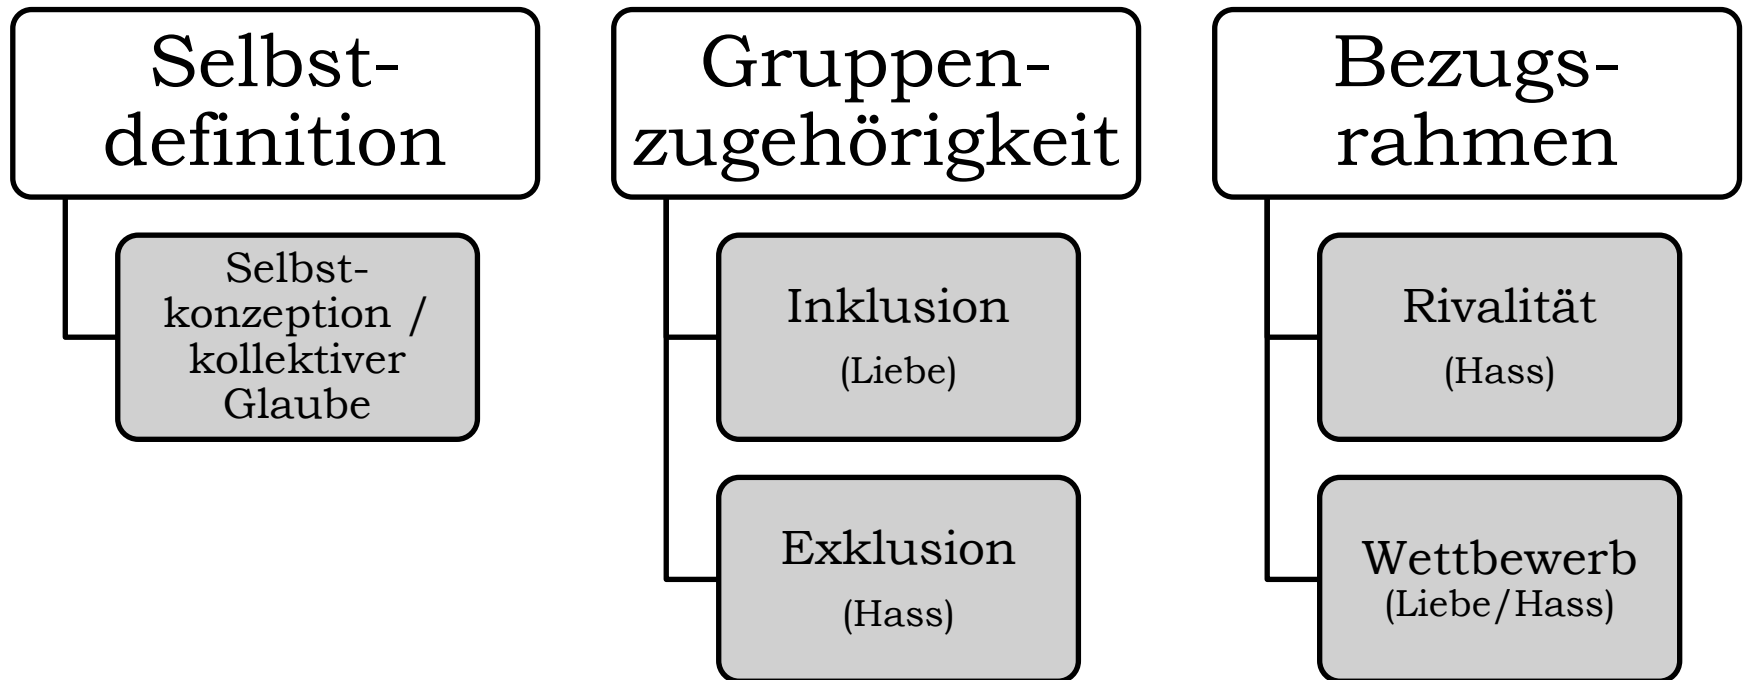 Selbst-
definition
Selbst-
konzeption /
kollektiver
Glaube
Gruppen-
zugehörigkeit
Inklusion
(Liebe)
Exklusion
(Hass)
Bezugs-
rahmen
Rivalität
(Hass)
Wettbewerb
(Liebe/Hass)